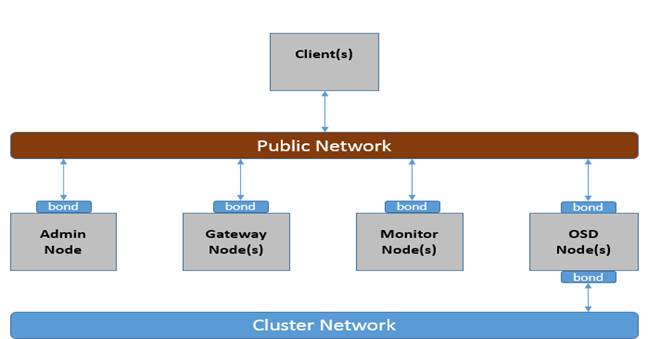 Client(s)
Public Network
bond
bond
bond
bond
Admin
Node
Gateway
Node(s)
Monitor
Node(s)
OSD
Node(s)
bond
Cluster Network